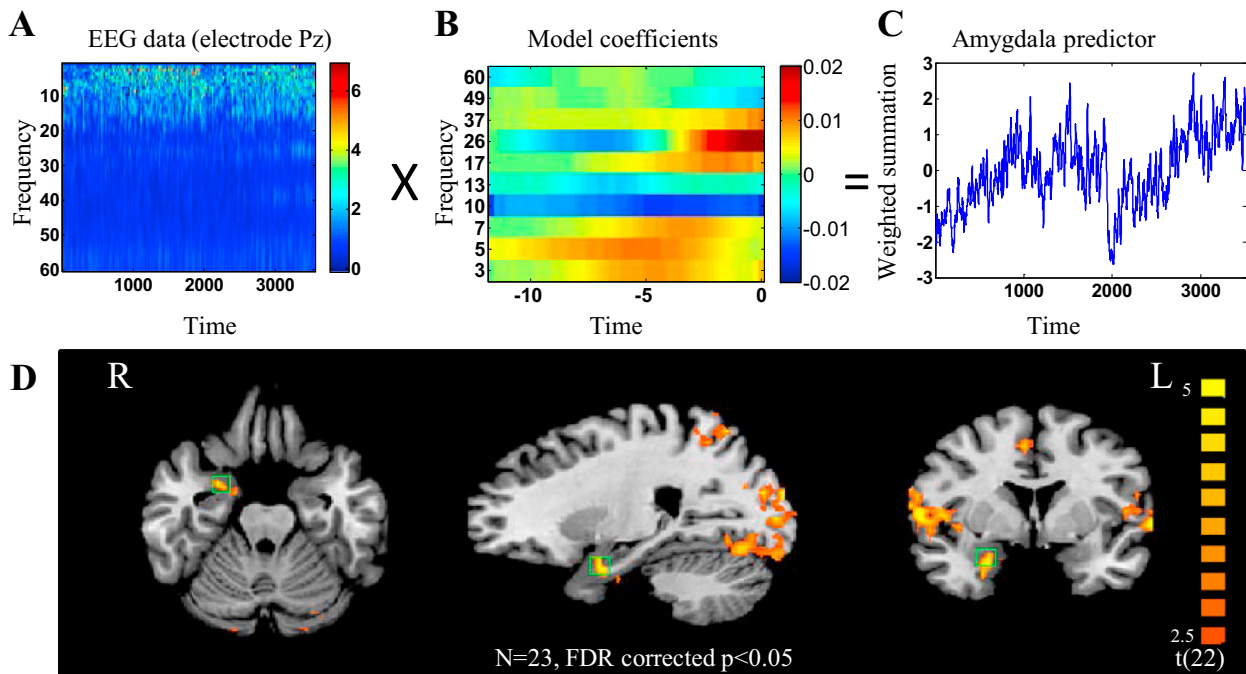 A
EEG data (electrode Pz)
Frequency
10
20
30
40
50
60
1000 2000 3000
Time
6
4
2
0
X
B
Model coefficients
Frequency
60
49
37
26
17
13
10
7
5
3
-10 -5 0
Time
0.02
0.01
0
-0.01
-0.02
=
C
Amygdala predictor
Weighted summation
3
2
1
0
-1
-2
-3
1000 2000 3000
Time
D
R
L
5
2.5
t(22)
N=23, FDR corrected p<0.05